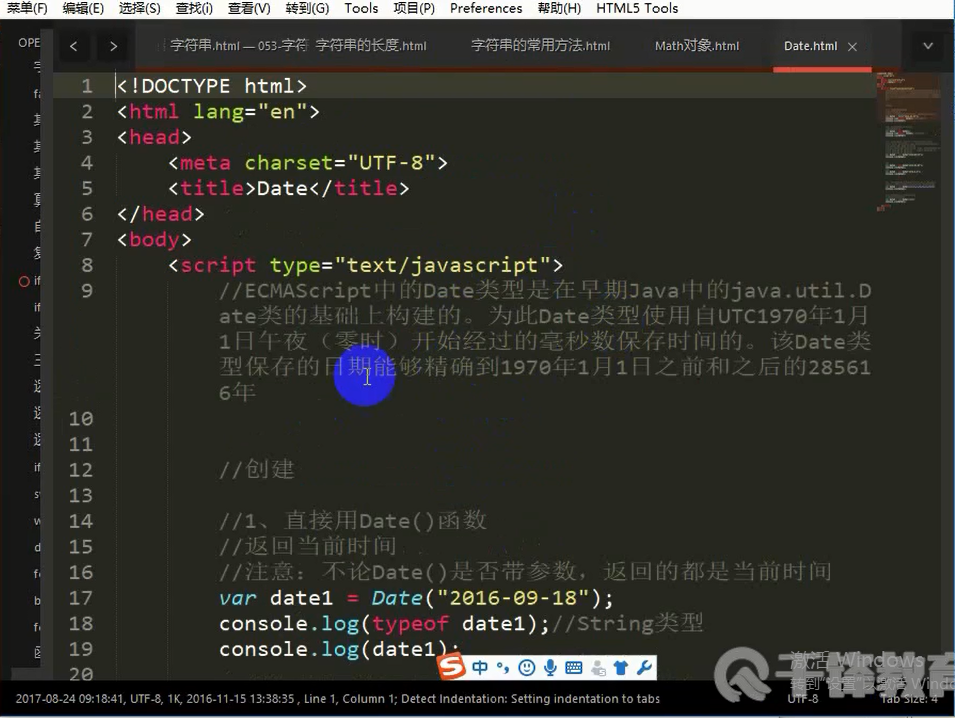 菜单(F) 编辑(E) 选择(S) 查找(i) 查看(V) 转到(G) Tools 项目(P) Preferences 帮助(H) HTML5 Tools
OPE
字符串.html — 053-字符 字符串的长度.html 字符串的常用方法.html Math对象.html Date.html
1 <!DOCTYPE html>
2 <html lang="en">
3 <head>
4 <meta charset="UTF-8">
5 <title>Date</title>
6 </head>
7 <body>
8 <script type="text/javascript">
9 //ECMAScript中的Date类型是在早期Java中的java.util.D
ate类的基础上构建的。为此Date类型使用自UTC1970年1月
1日午夜（零时）开始经过的毫秒数保存时间的。该Date类
型保存的日期能够精确到1970年1月1日之前和之后的28561
6年
10
11
12 //创建
13
14 //1、直接用Date()函数
15 //返回当前时间
16 //注意：不论Date()是否带参数，返回的都是当前时间
17 var date1 = Date("2016-09-18");
18 console.log(typeof date1);//String类型
19 console.log(date1);
20
中
激活 Windows
2017-08-24 09:18:41, UTF-8, 1K, 2016-11-15 13:38:35 , Line 1, Column 1; Detect Indentation: Setting indentation to tabs UTF-8 Tab Size: 4